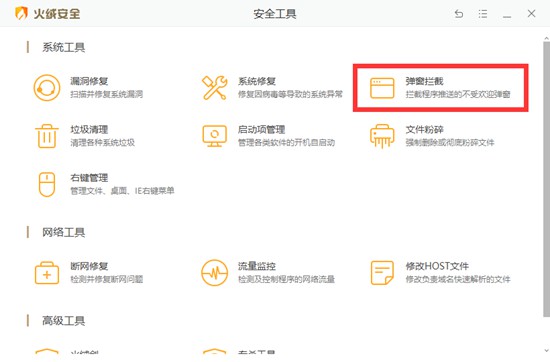 火绒安全
安全工具
系统工具
漏洞修复
扫描并修复系统漏洞
系统修复
修复因病毒等导致的系统异常
弹窗拦截
拦截程序推送的不受欢迎弹窗
垃圾清理
清理各种系统垃圾
启动项管理
管理各类软件的开机自启动
文件粉碎
强制删除或彻底粉碎文件
右键管理
管理文件、桌面、IE右键菜单
网络工具
断网修复
检测并修复断网问题
流量监控
检测及控制程序的网络流量
修改HOST文件
修改负责域名快速解析的文件
高级工具
火绒剑
专杀工具